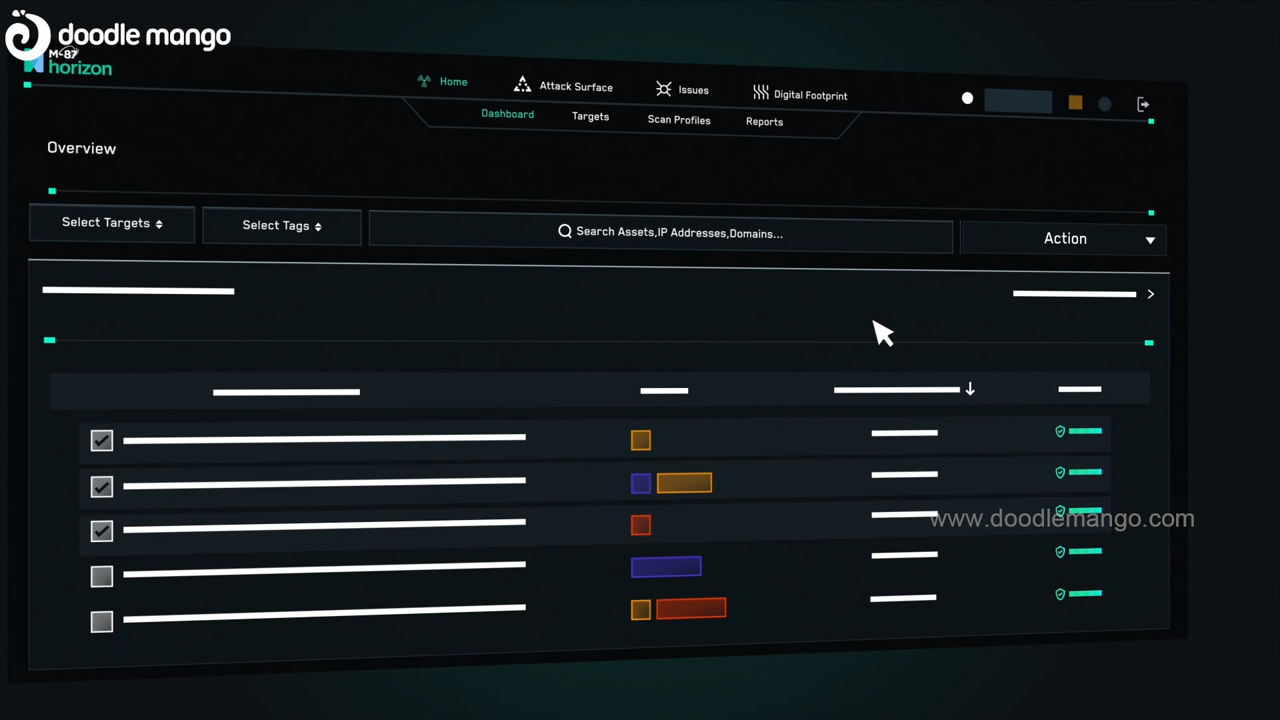 doodle mango
M-87
horizon
Home
Attack Surface
Issues
Digital Footprint
Dashboard
Targets
Scan Profiles
Reports
Overview
Select Targets
Select Tags
Search Assets,IP Addresses,Domains...
Action
www.doodlemango.com